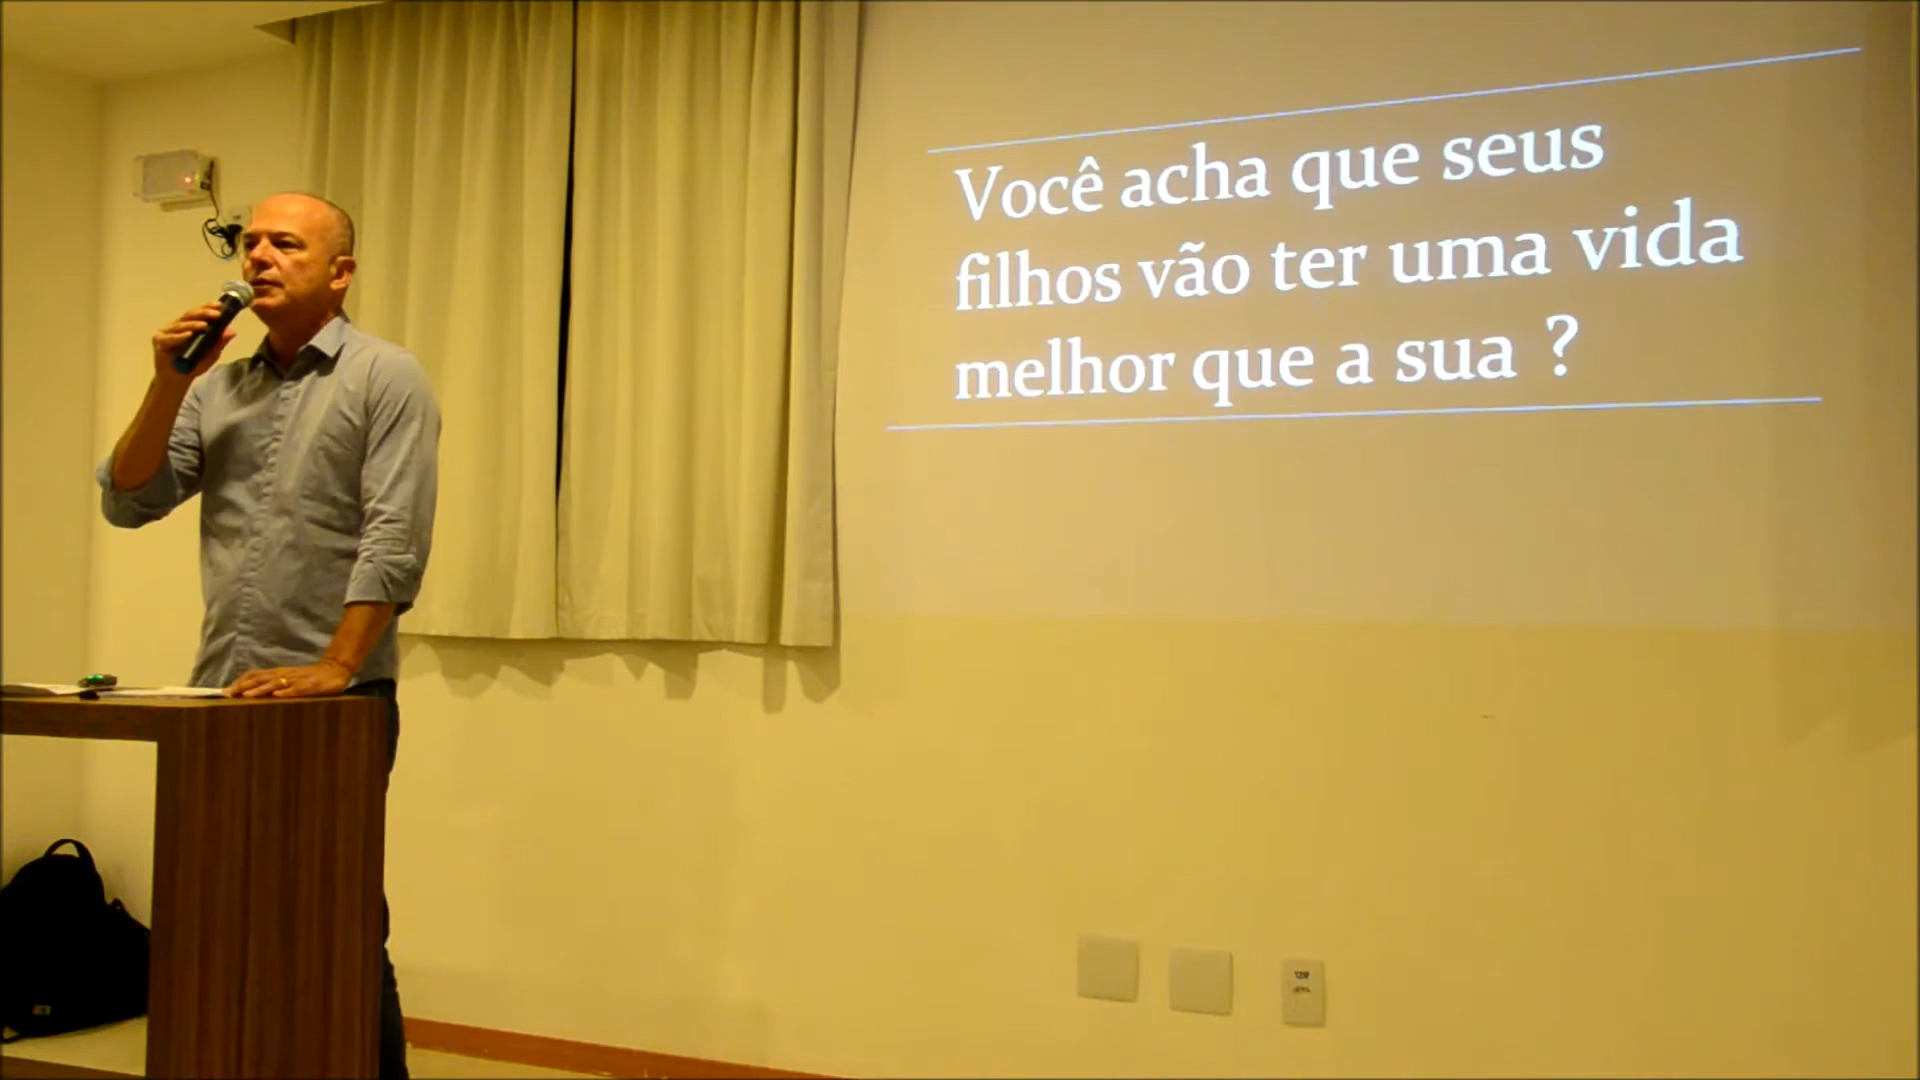 Você acha que seus
filhos vão ter uma vida
melhor que a sua ?